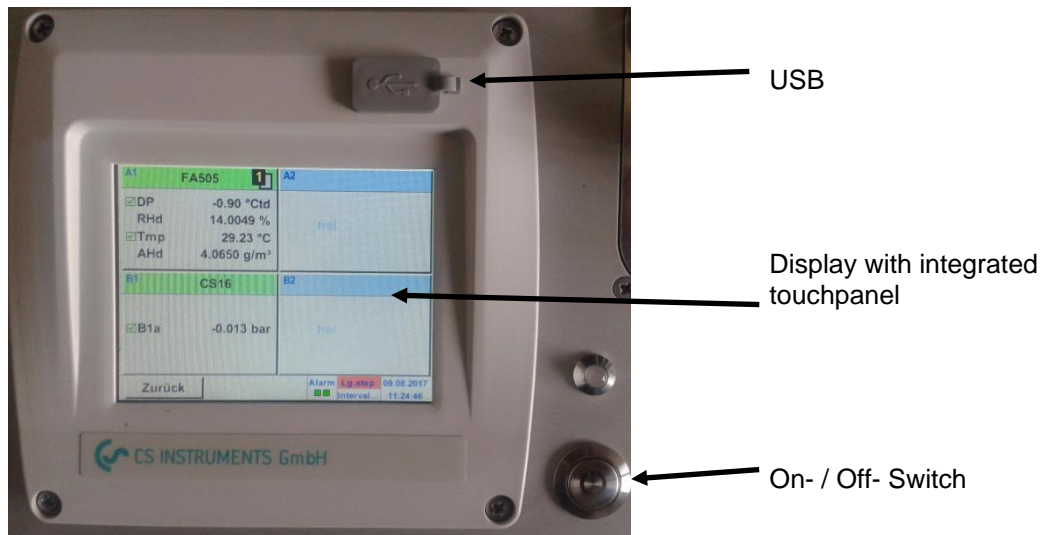 USB
A1 FA505 1
DP -0.90 °Ctd
RHd 14.0049 %
Tmp 29.23 °C
AHd 4.0650 g/m³
A2
frei
B1 CS16
B1a -0.013 bar
B2
frei
Zurück
Alarm Lg.stop 09.08.2017
Interval... 11:24:46
Display with integrated
touchpanel
CS INSTRUMENTS GmbH
On- / Off- Switch